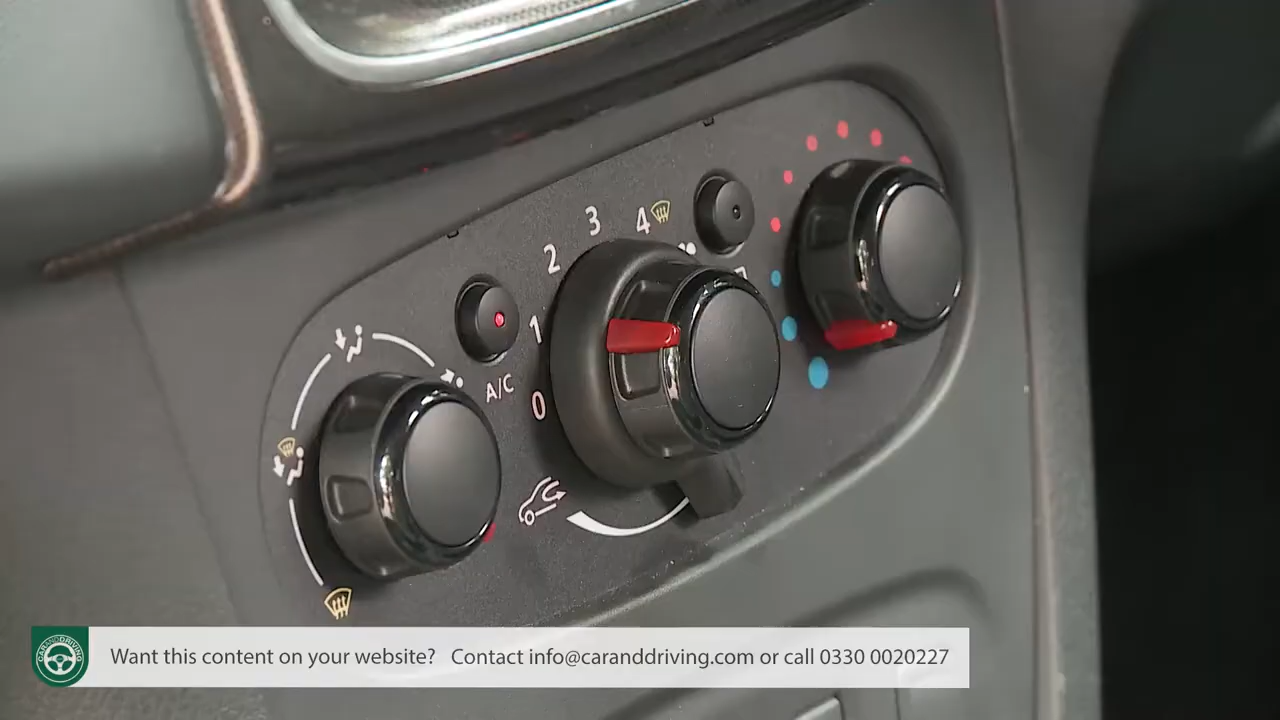 4
3
2
1
A/C
0
CARANDDRIVING
Want this content on your website? Contact info@caranddriving.com or call 0330 0020227